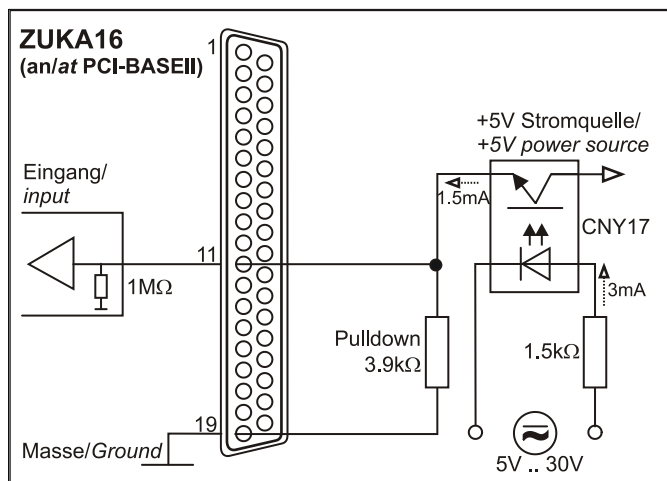 ZUKA16
(an/at PCI-BASEII)
1
+5V Stromquelle/
+5V power source
Eingang/
input
1.5mA
CNY17
11
1MΩ
3mA
Pulldown
3.9kΩ
1.5kΩ
19
Masse/Ground
5V .. 30V